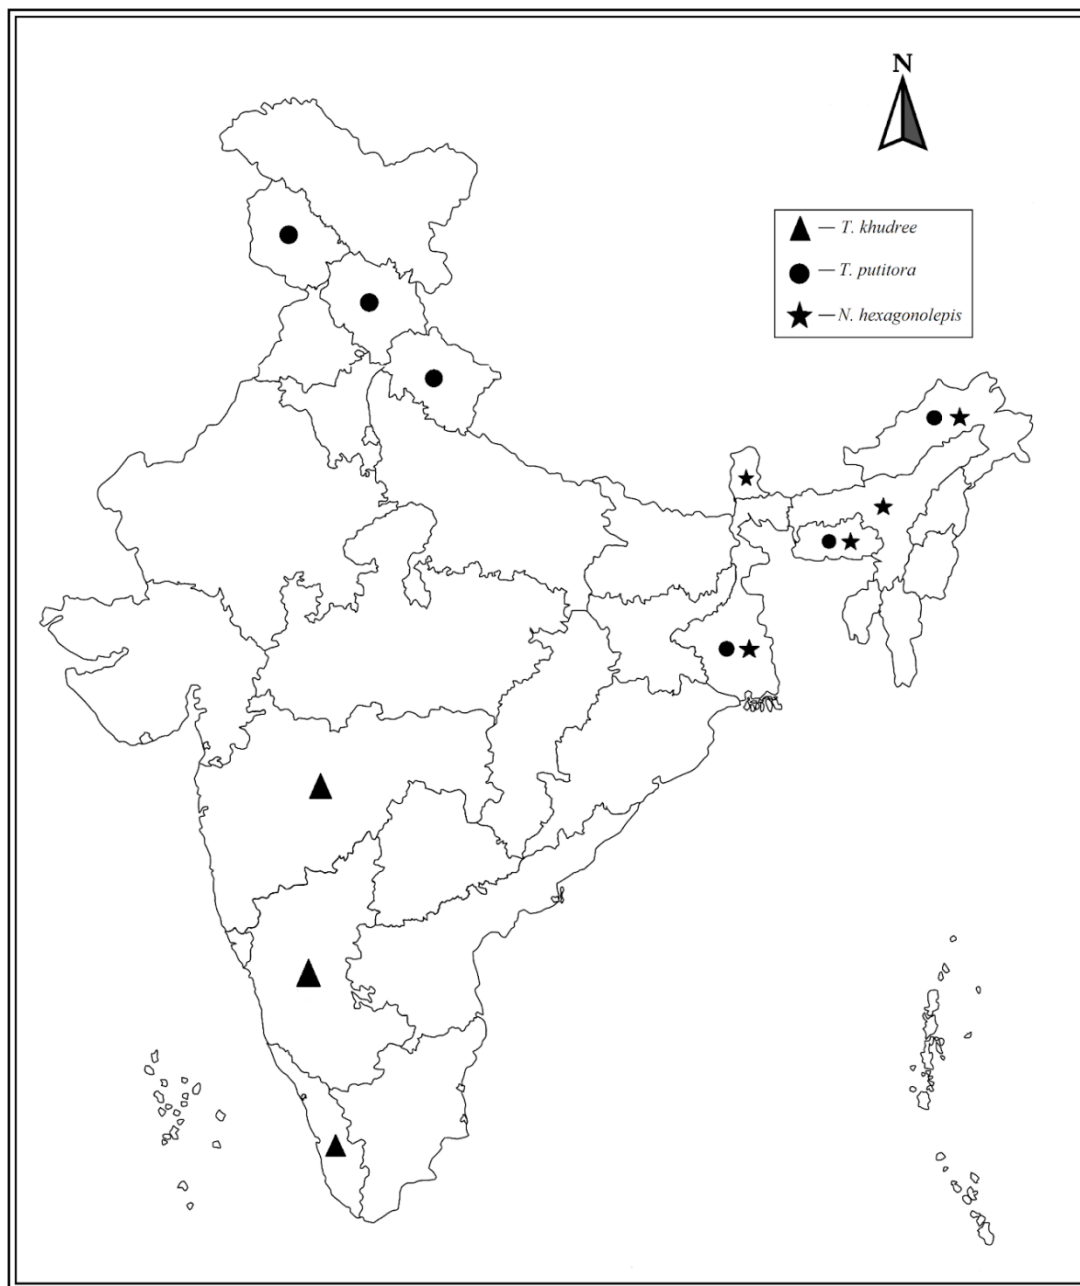 N
— T. khudree
— T. putitora
— N. hexagonolepis